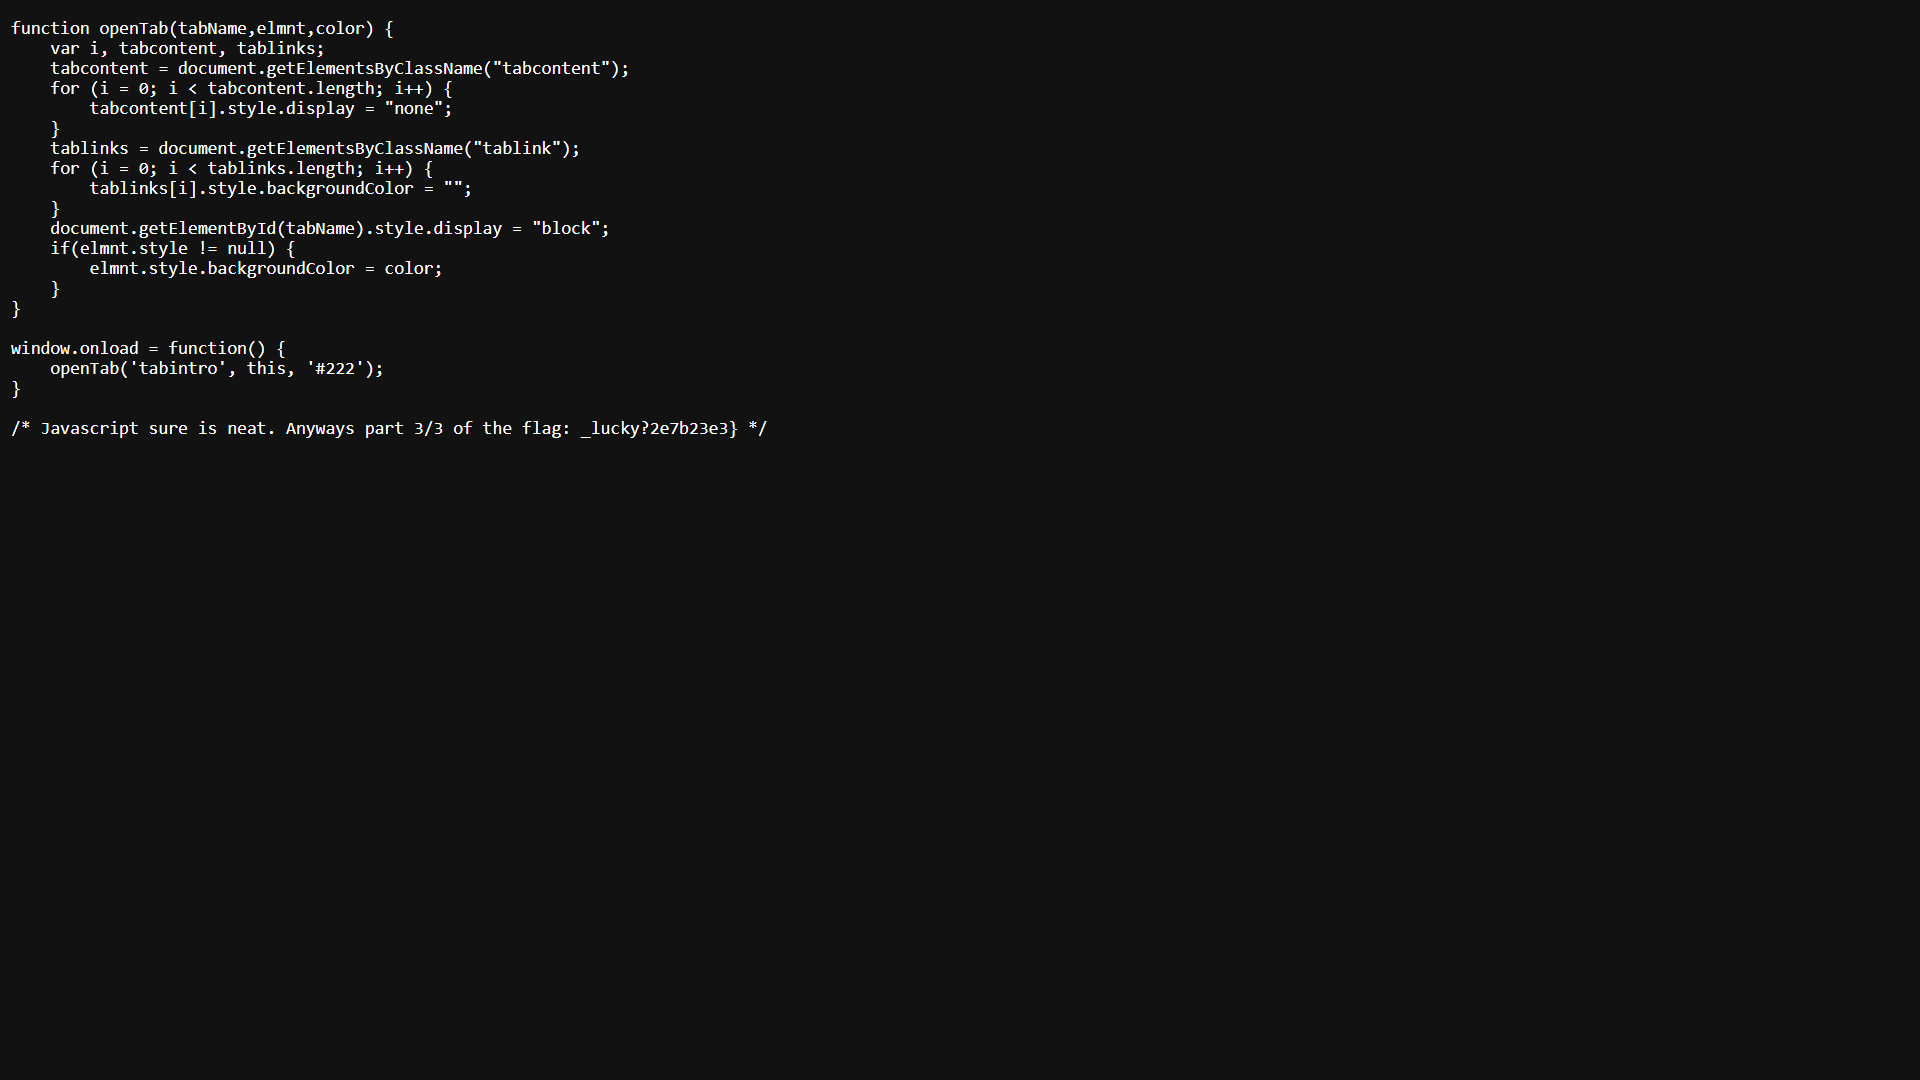 function openTab(tabName,elmnt,color) {
    var i, tabcontent, tablinks;
    tabcontent = document.getElementsByClassName("tabcontent");
    for (i = 0; i < tabcontent.length; i++) {
        tabcontent[i].style.display = "none";
    }
    tablinks = document.getElementsByClassName("tablink");
    for (i = 0; i < tablinks.length; i++) {
        tablinks[i].style.backgroundColor = "";
    }
    document.getElementById(tabName).style.display = "block";
    if(elmnt.style != null) {
        elmnt.style.backgroundColor = color;
    }
}

window.onload = function() {
    openTab('tabintro', this, '#222');
}

/* Javascript sure is neat. Anyways part 3/3 of the flag: _lucky?2e7b23e3} */